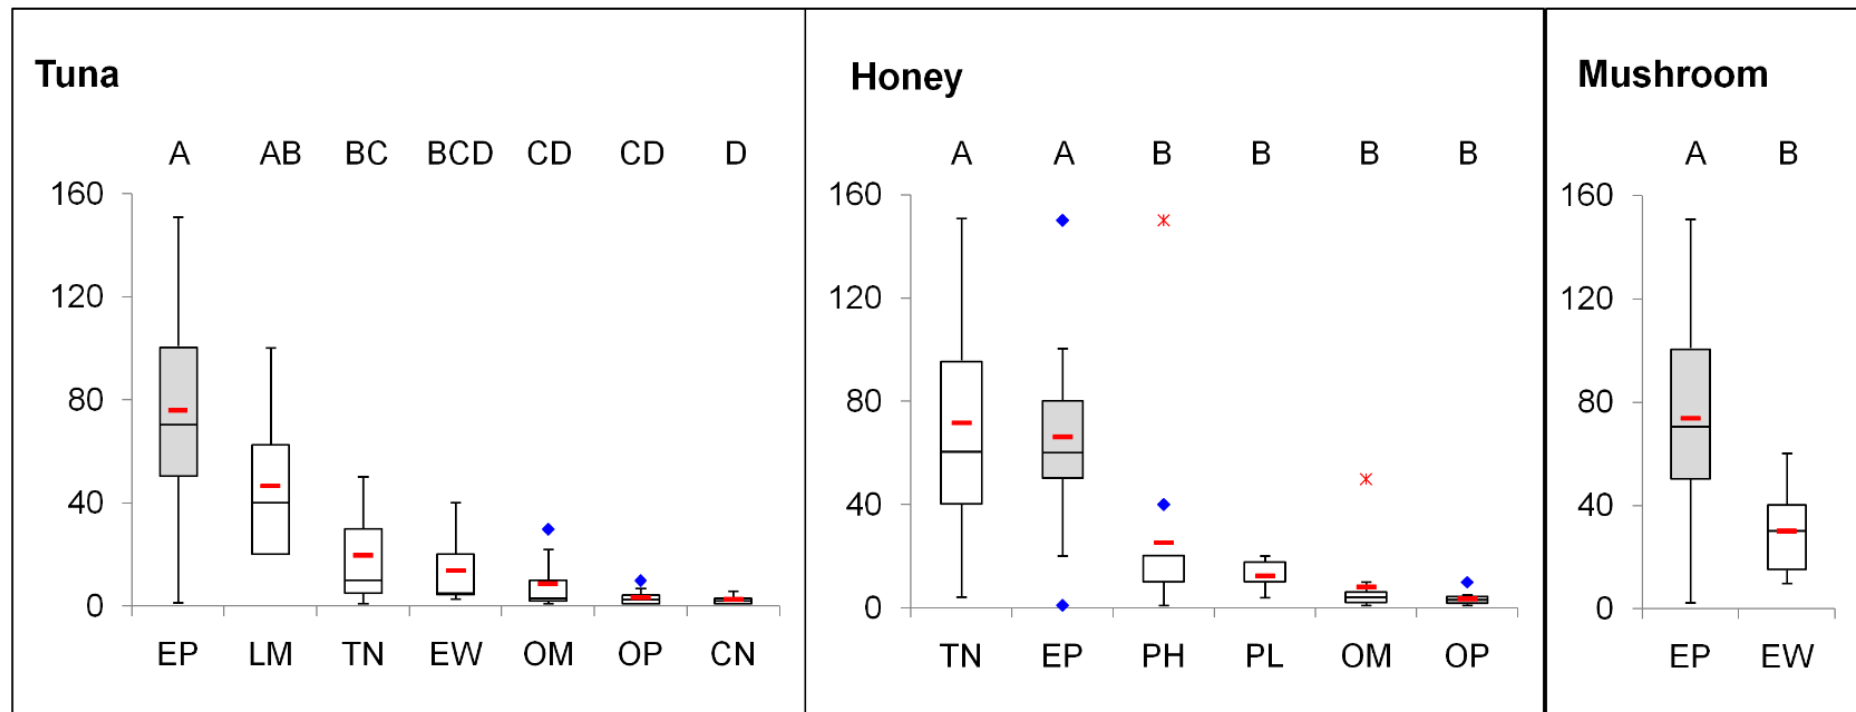 Tuna
A AB BC BCD CD CD D
160
120
80
40
0
EP LM TN EW OM OP CN
Honey
A A B B B B
160
120
80
40
0
TN EP PH PL OM OP
Mushroom
A B
160
120
80
40
0
EP EW